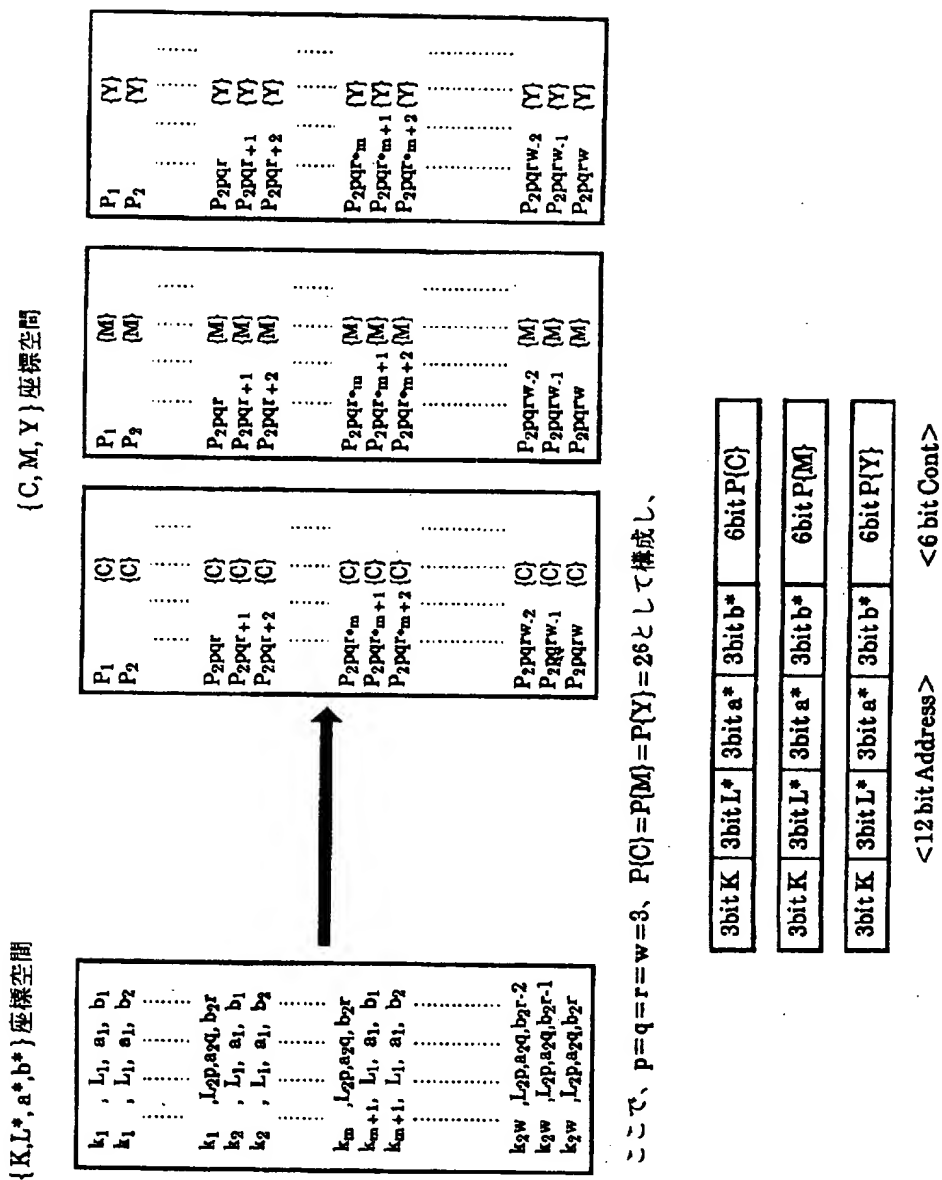 {K,L*,a*,b*}座標空間
k1 , L1, a1, b1
k1 , L1, a1, b2
...... ......... ......... .........
k1 ,L2p,a2q,b2r
k2 , L1, a1, b1
k2 , L1, a1, b2
...... ......... ......... .........
km ,L2p,a2q,b2r
km+1, L1, a1, b1
km+1, L1, a1, b2
............... ............... ............... ...............
k2w ,L2p,a2q,b2r-2
k2w ,L2p,a2q,b2r-1
k2w ,L2p,a2q,b2r
{C, M, Y}座標空間
P1 {C}
P2 {C}
...... ...... ...... ......
P2pqr {C}
P2pqr+1 {C}
P2pqr+2 {C}
...... ...... ...... ......
P2pqr*m {C}
P2pqr*m+1 {C}
P2pqr*m+2 {C}
............... ............... ............... ...............
P2pqrw-2 {C}
P2pqrw-1 {C}
P2pqrw {C}
P1 {M}
P2 {M}
...... ...... ...... ......
P2pqr {M}
P2pqr+1 {M}
P2pqr+2 {M}
...... ...... ...... ......
P2pqr*m {M}
P2pqr*m+1 {M}
P2pqr*m+2 {M}
............... ............... ............... ...............
P2pqrw-2 {M}
P2pqrw-1 {M}
P2pqrw {M}
P1 {Y}
P2 {Y}
...... ...... ...... ......
P2pqr {Y}
P2pqr+1 {Y}
P2pqr+2 {Y}
...... ...... ...... ......
P2pqr*m {Y}
P2pqr*m+1 {Y}
P2pqr*m+2 {Y}
............... ............... ............... ...............
P2pqrw-2 {Y}
P2pqrw-1 {Y}
P2pqrw {Y}
ここで、p=q=r=w=3、P{C}=P{M}=P{Y}=26として構成し、
3bit K 3bit L* 3bit a* 3bit b* 6bit P{C}
3bit K 3bit L* 3bit a* 3bit b* 6bit P{M}
3bit K 3bit L* 3bit a* 3bit b* 6bit P{Y}
<12 bit Address> <6 bit Cont>